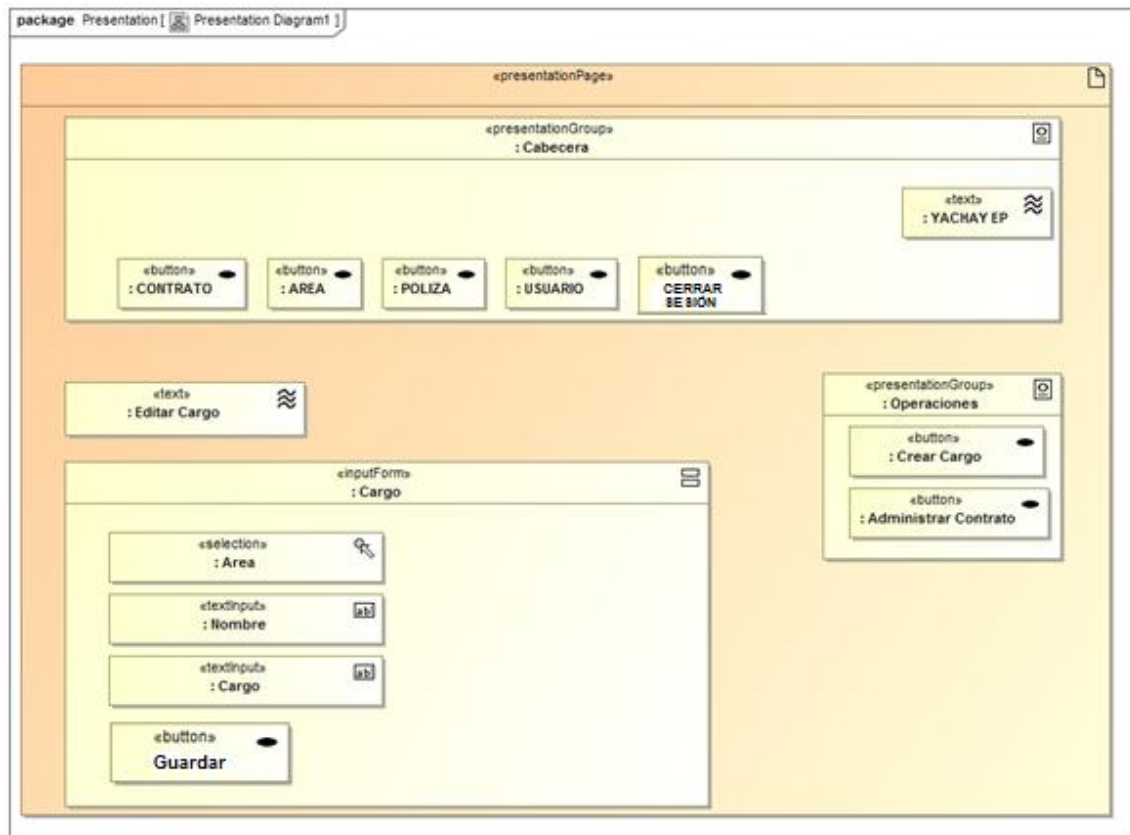 package Presentation [ Presentation Diagram1 ]
«presentationPage»
«presentationGroup»
: Cabecera
«text»
: YACHAY EP
«button»
: CONTRATO
«button»
: AREA
«button»
: POLIZA
«button»
: USUARIO
«button»
CERRAR
SESIÓN
«text»
: Editar Cargo
«presentationGroup»
: Operaciones
«button»
: Crear Cargo
«button»
: Administrar Contrato
«inputForm»
: Cargo
«selection»
: Area
«textInput»
: Nombre
ab
«textInput»
: Cargo
ab
«button»
Guardar